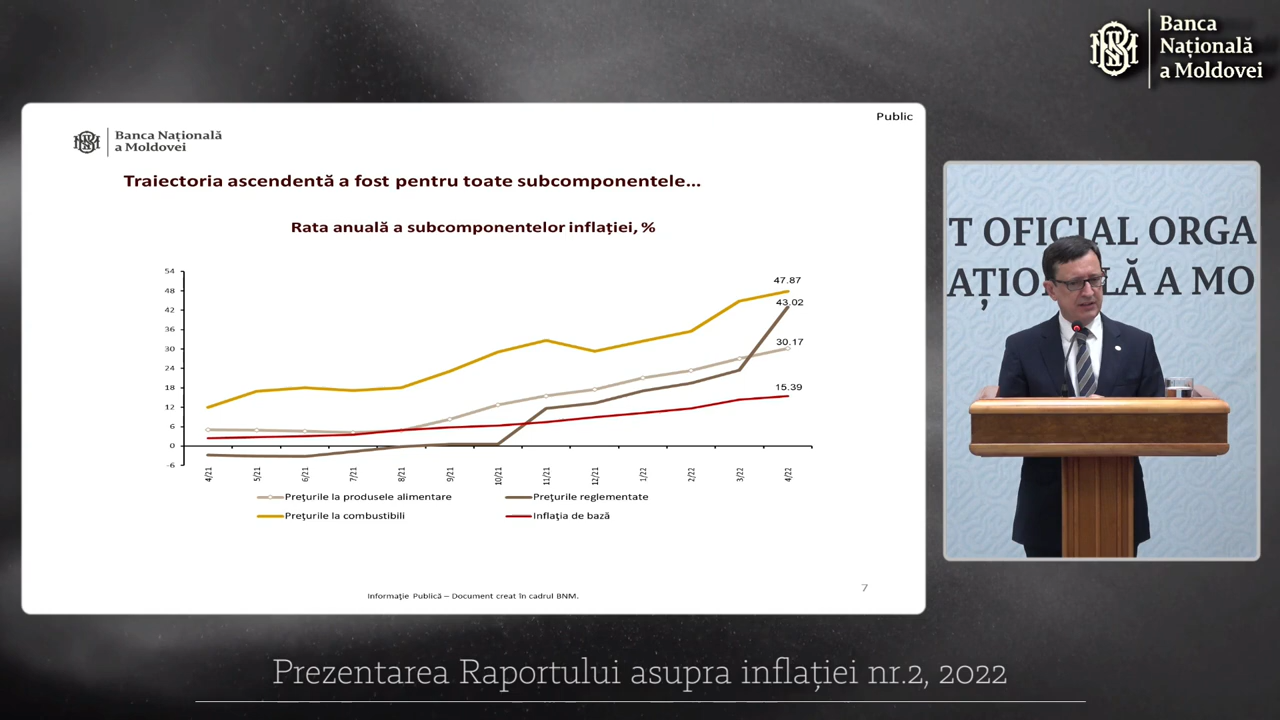 Banca
Națională
a Moldovei
Public
Banca Națională
a Moldovei
Traiectoria ascendentă a fost pentru toate subcomponentele...
Rata anuală a subcomponentelor inflației, %
54
48
42
36
30
24
18
12
6
0
-6
47.87
43.02
30.17
15.39
4/21
5/21
6/21
7/21
8/21
9/21
10/21
11/21
12/21
1/22
2/22
3/22
4/22
Prețurile la produsele alimentare
Prețurile reglementate
Prețurile la combustibili
Inflația de bază
Informație Publică – Document creat în cadrul BNM.
7
T OFICIAL ORGA
AȚIO LĂ A MO
Prezentarea Raportului asupra inflației nr.2, 2022